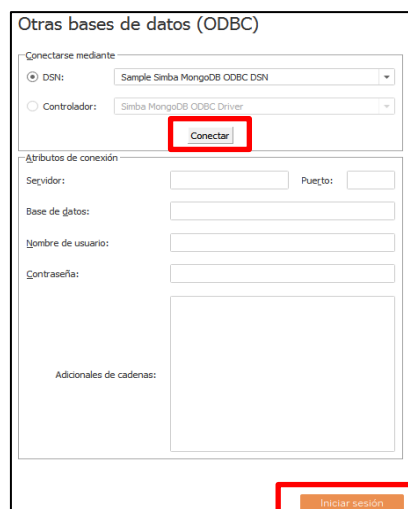 Otras bases de datos (ODBC)
Conectarse mediante
DSN: Sample Simba MongoDB ODBC DSN
Controlador: Simba MongoDB ODBC Driver
Conectar
Atributos de conexión
Servidor: Puerto:
Base de datos:
Nombre de usuario:
Contraseña:
Adicionales de cadenas:
Iniciar sesión